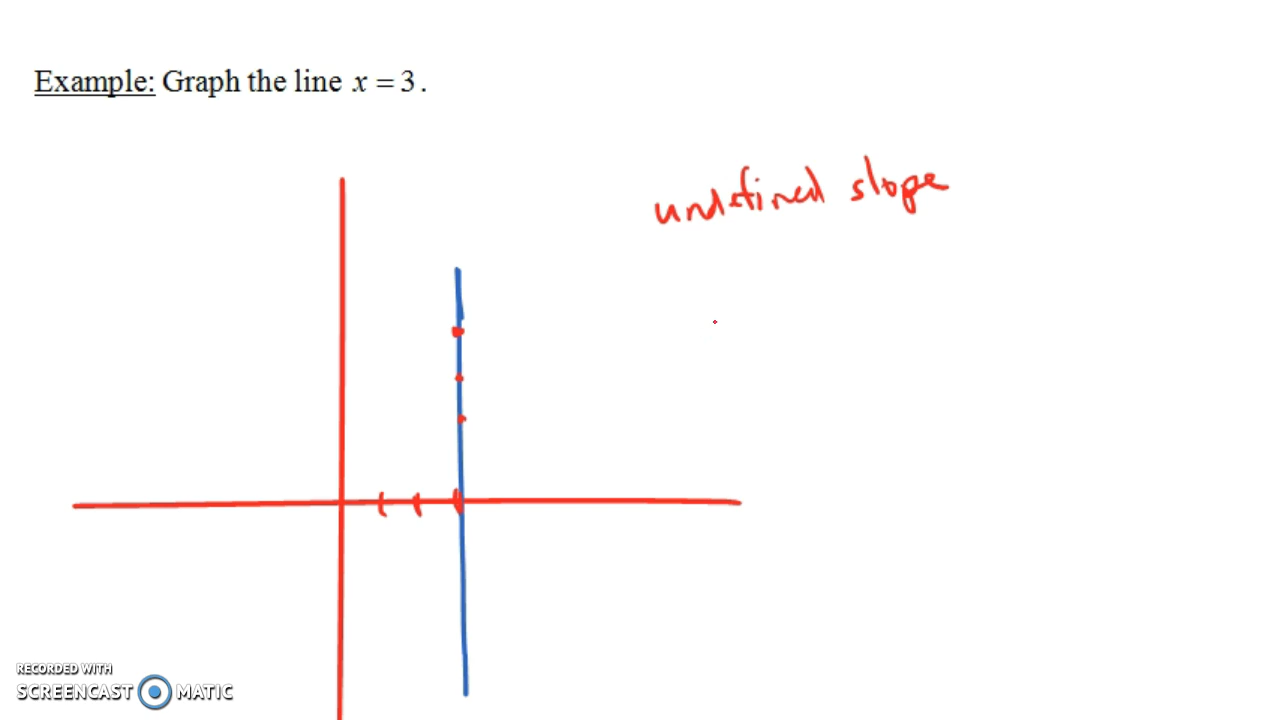 Example: Graph the line x = 3.
undefined slope
RECORDED WITH
SCREENCAST MATIC